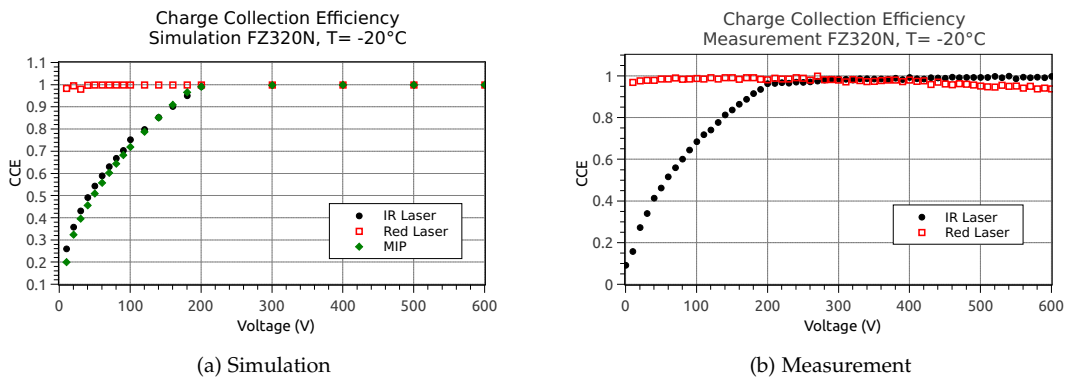 Charge Collection Efficiency
Simulation FZ320N, T= -20°C
CCE
1.1
1
0.9
0.8
0.7
0.6
0.5
0.4
0.3
0.2
0.1
IR Laser
Red Laser
MIP
0 100 200 300 400 500 600
Voltage (V)
(a) Simulation
Charge Collection Efficiency
Measurement FZ320N, T= -20°C
CCE
1
0.8
0.6
0.4
0.2
0
IR Laser
Red Laser
0 100 200 300 400 500 600
Voltage (V)
(b) Measurement